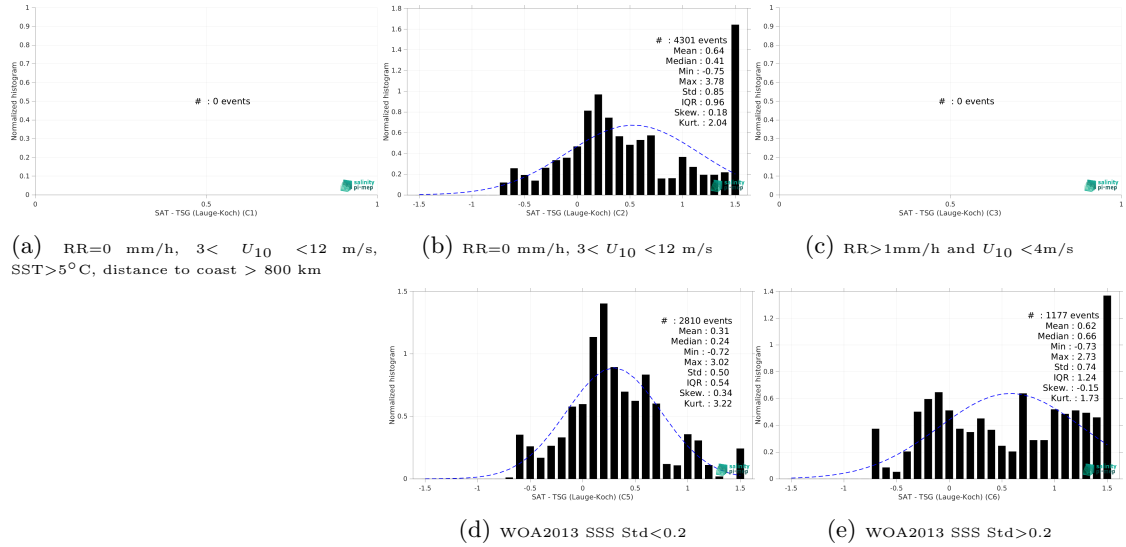 1
0.9
0.8
0.7
0.6
0.5
0.4
0.3
0.2
0.1
0
Normalized histogram
# : 0 events
salinity
pi-mep
0 0.5 1
SAT - TSG (Lauge-Koch) (C1)
(a) RR=0 mm/h, 3< U10 <12 m/s,
SST>5°C, distance to coast > 800 km
1.8
1.6
1.4
1.2
1
0.8
0.6
0.4
0.2
0
Normalized histogram
# : 4301 events
Mean : 0.64
Median : 0.41
Min : -0.75
Max : 3.78
Std : 0.85
IQR : 0.96
Skew. : 0.18
Kurt. : 2.04
salinity
pi-mep
-1.5 -1 -0.5 0 0.5 1 1.5
SAT - TSG (Lauge-Koch) (C2)
(b) RR=0 mm/h, 3< U10 <12 m/s
1
0.9
0.8
0.7
0.6
0.5
0.4
0.3
0.2
0.1
0
Normalized histogram
# : 0 events
salinity
pi-mep
0 0.5 1
SAT - TSG (Lauge-Koch) (C3)
(c) RR>1mm/h and U10 <4m/s
1.5
1
0.5
0
Normalized histogram
# : 2810 events
Mean : 0.31
Median : 0.24
Min : -0.72
Max : 3.02
Std : 0.50
IQR : 0.54
Skew. : 0.34
Kurt. : 3.22
salinity
pi-mep
-1.5 -1 -0.5 0 0.5 1 1.5
SAT - TSG (Lauge-Koch) (C5)
(d) WOA2013 SSS Std<0.2
1.4
1.2
1
0.8
0.6
0.4
0.2
0
Normalized histogram
# : 1177 events
Mean : 0.62
Median : 0.66
Min : -0.73
Max : 2.73
Std : 0.74
IQR : 1.24
Skew. : -0.15
Kurt. : 1.73
salinity
pi-mep
-1.5 -1 -0.5 0 0.5 1 1.5
SAT - TSG (Lauge-Koch) (C6)
(e) WOA2013 SSS Std>0.2